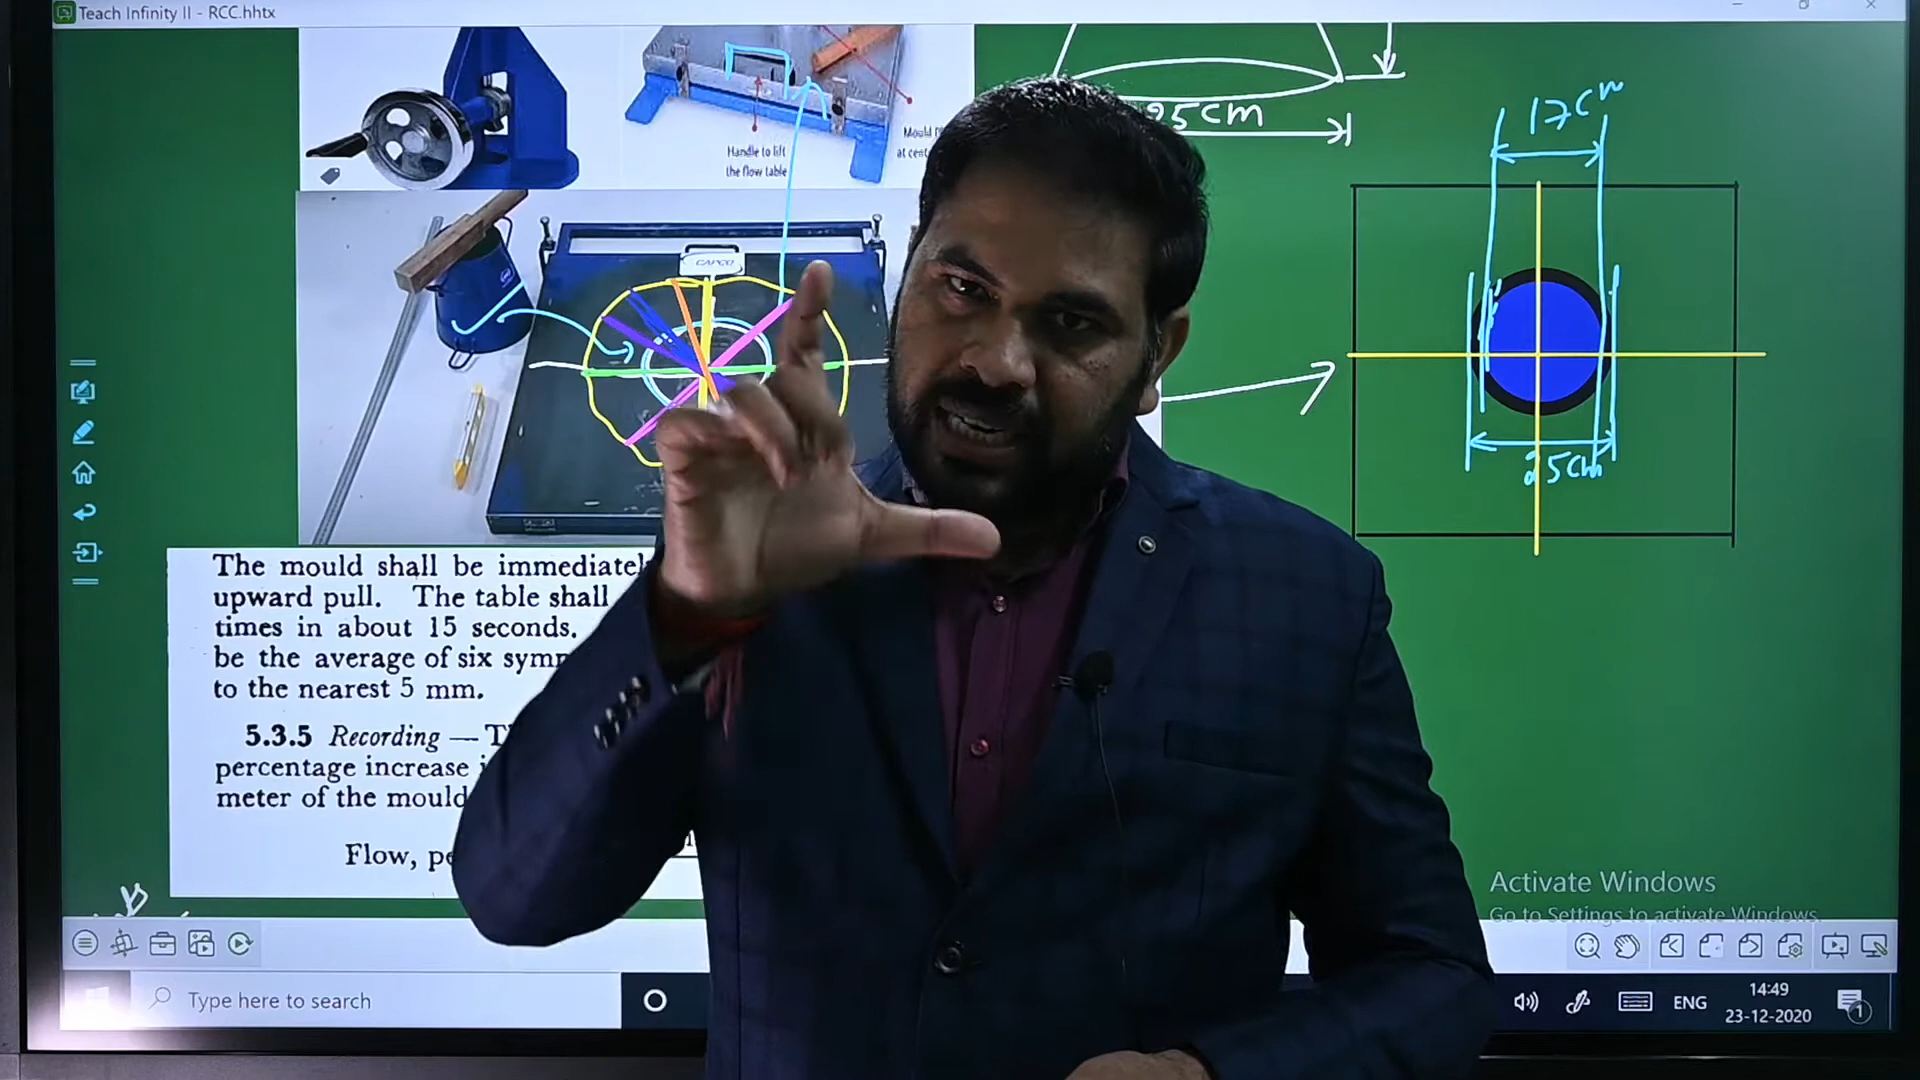 Teach Infinity II - RCC.hhtx
25cm
17cm
Handle to lift
the flow table
Mould
at cent
CAPCO
25cm
The mould shall be immediatel
upward pull. The table shall
times in about 15 seconds.
be the average of six symm
to the nearest 5 mm.
5.3.5 Recording — T
percentage increase i
meter of the mould
Flow, pe
Activate Windows
Go to Settings to activate Windows.
Type here to search
ENG
14:49
23-12-2020
1